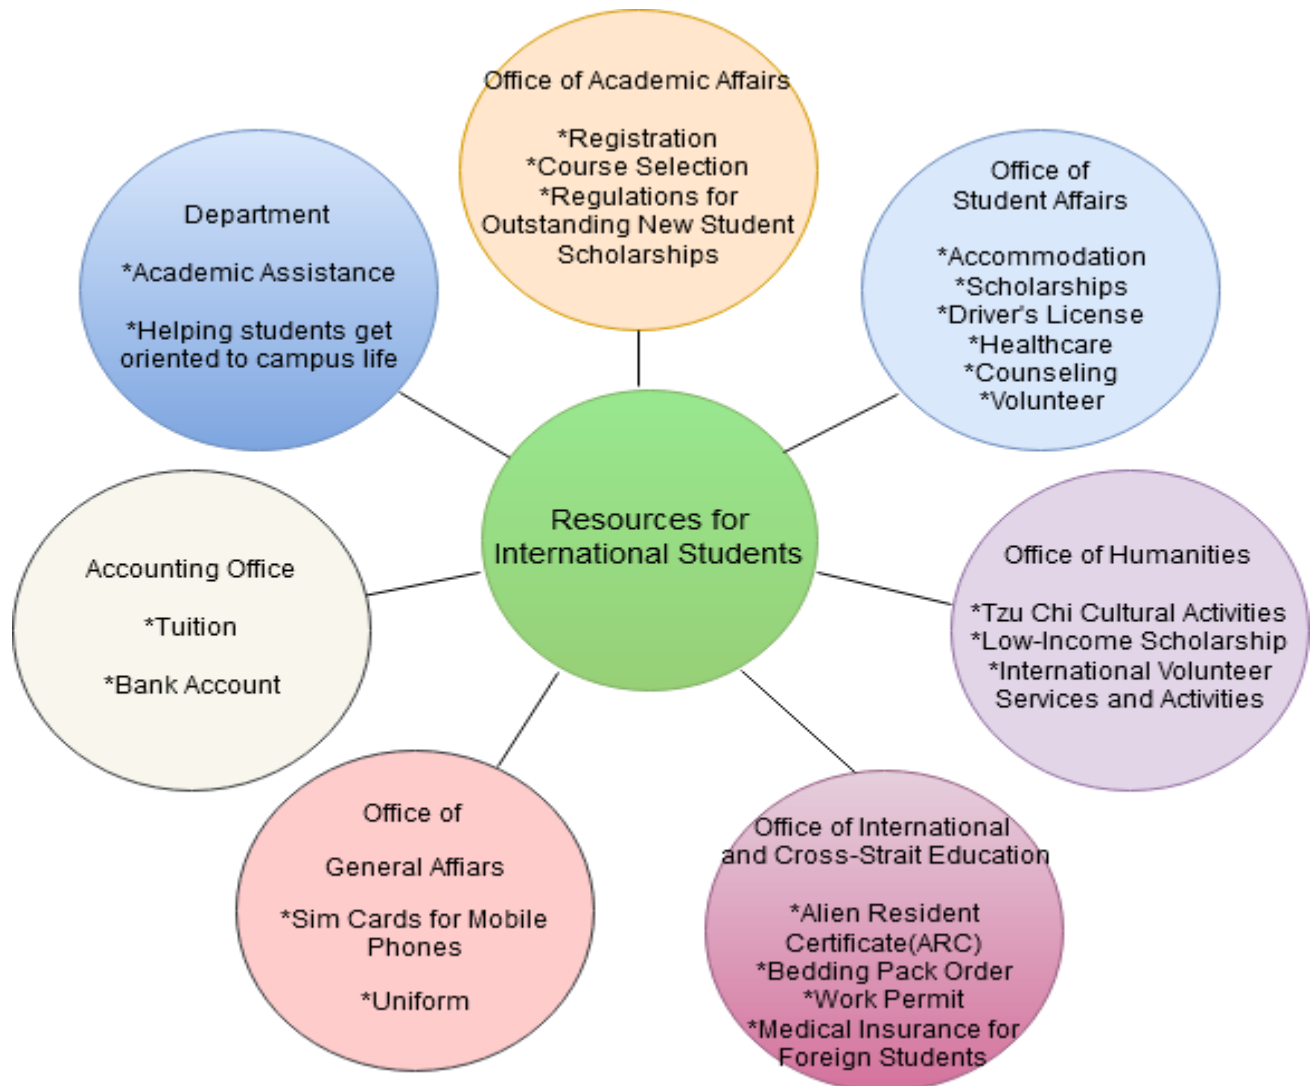 Office of Academic Affairs
*Registration
*Course Selection
*Regulations for
Outstanding New Student
Scholarships
Office of
Student Affairs
*Accommodation
*Scholarships
*Driver's License
*Healthcare
*Counseling
*Volunteer
Department
*Academic Assistance
*Helping students get
oriented to campus life
Resources for
International Students
Office of Humanities
*Tzu Chi Cultural Activities
*Low-Income Scholarship
*International Volunteer
Services and Activities
Accounting Office
*Tuition
*Bank Account
Office of
General Affiars
*Sim Cards for Mobile
Phones
*Uniform
Office of International
and Cross-Strait Education
*Alien Resident
Certificate(ARC)
*Bedding Pack Order
*Work Permit
*Medical Insurance for
Foreign Students